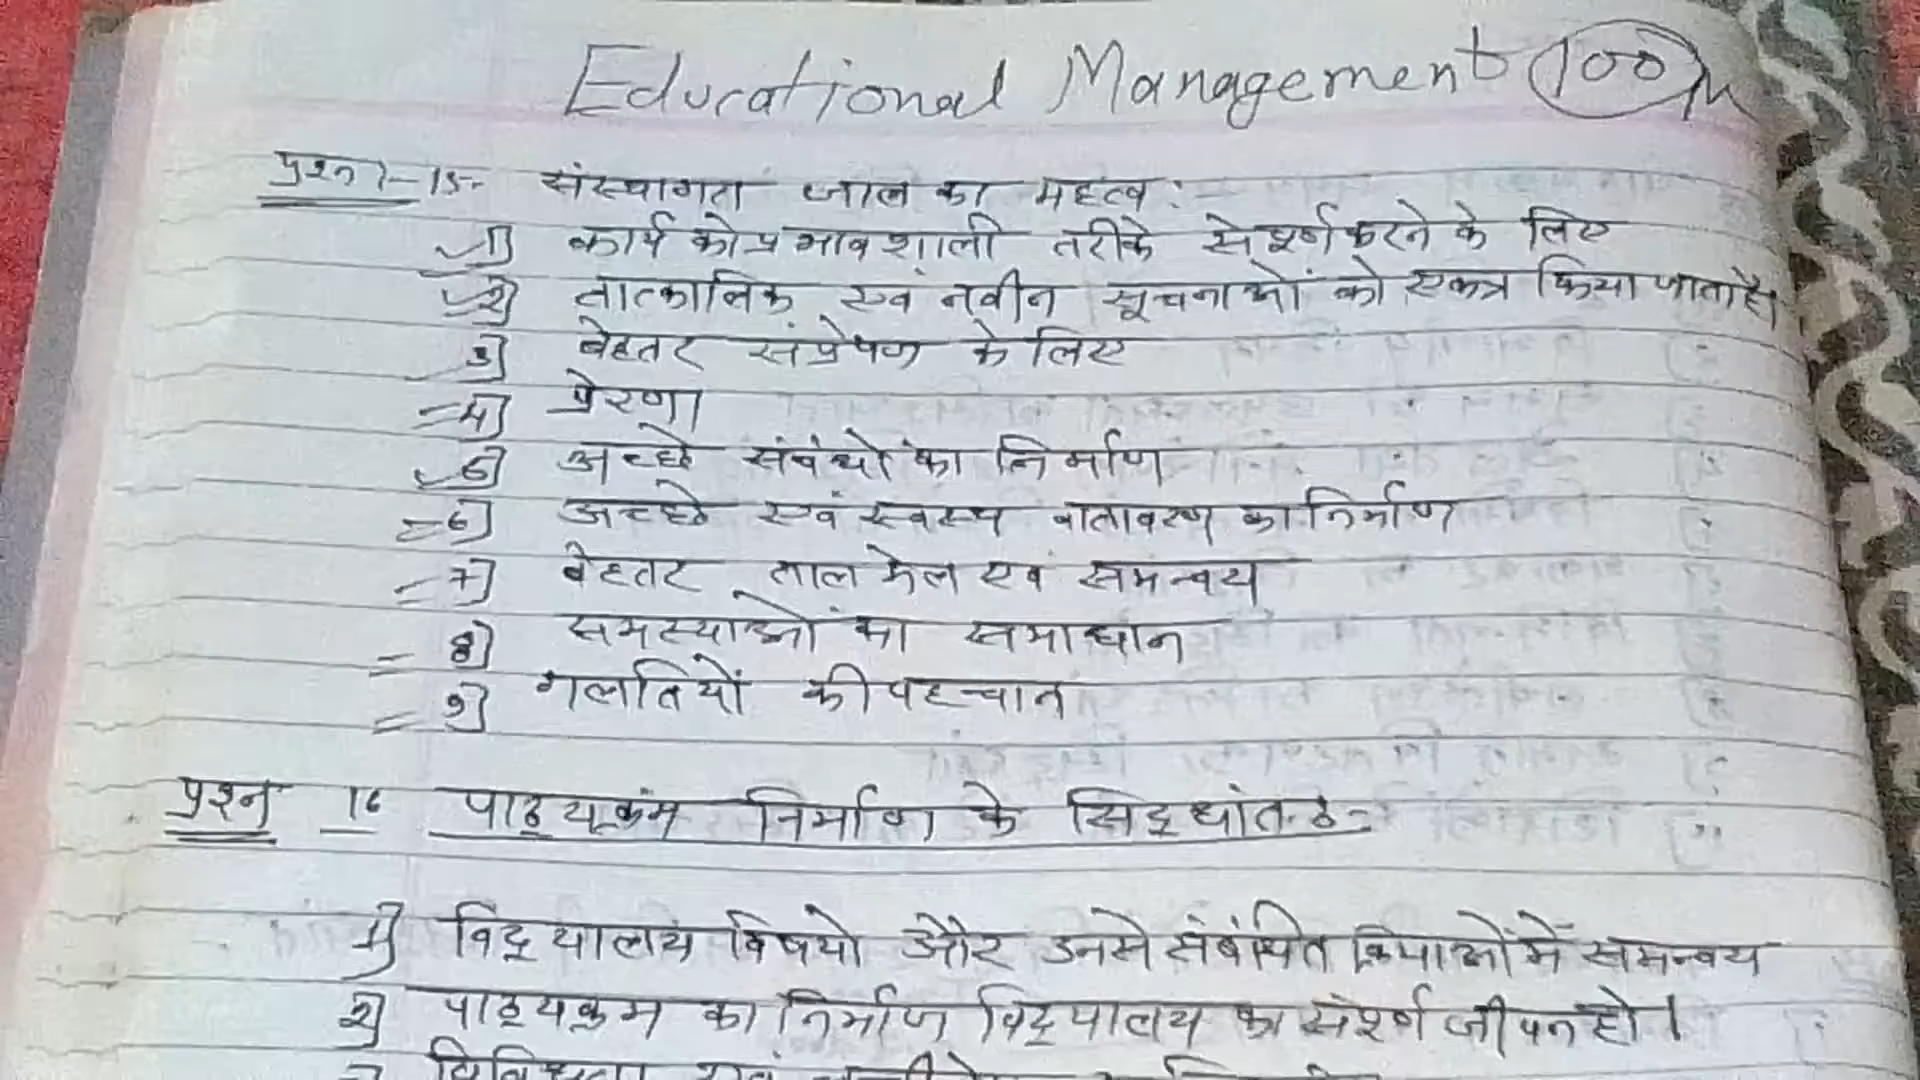 Educational Management 100 M
प्रश्न 1-15- संस्थागत जाल का महत्व :-
1) कार्य को प्रभावशाली तरीके से पूर्ण करने के लिए
2) तात्कालिक एवं नवीन सूचनाओं को एकत्र किया जाता है।
3) बेहतर संप्रेषण के लिए
4) प्रेरणा
5) अच्छे संबंधों का निर्माण
6) अच्छे एवं स्वस्थ वातावरण का निर्माण
7) बेहतर तालमेल एवं समन्वय
8) समस्याओं का समाधान
9) गलतियों की पहचान
प्रश्न 16 पाठ्यक्रम निर्माण के सिद्धांत :-
1) विद्यालय विषयो और उनसे संबंधित क्रियाओं में समन्वय
2) पाठ्यक्रम का निर्माण विद्यालय का संपूर्ण जीवन हो।